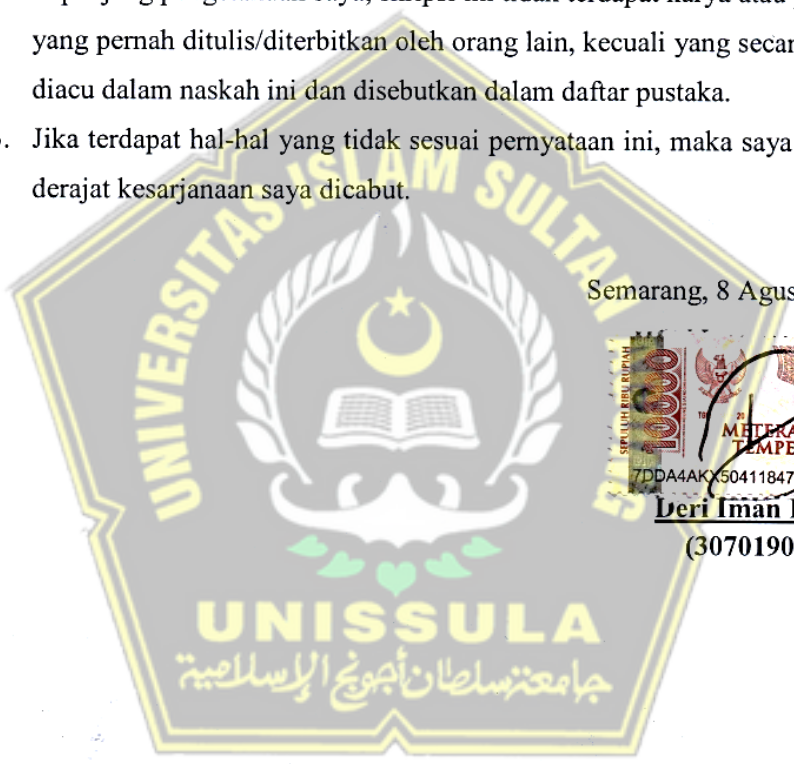 yang pernah ditulis/diterbitkan oleh orang lain, kecuali yang secar
diacu dalam naskah ini dan disebutkan dalam daftar pustaka.
. Jika terdapat hal-hal yang tidak sesuai pernyataan ini, maka saya
derajat kesarjanaan saya dicabut.
UNIVERSITAS ISLAM SULTAN
Semarang, 8 Agus
SEPULUH RIBU RUPIAH
10000
20
METERA
TEMPE
7DDA4AKX50411847
Deri Iman
(3070190
UNISSULA
جامعة سلطان أجونج الإسلامية